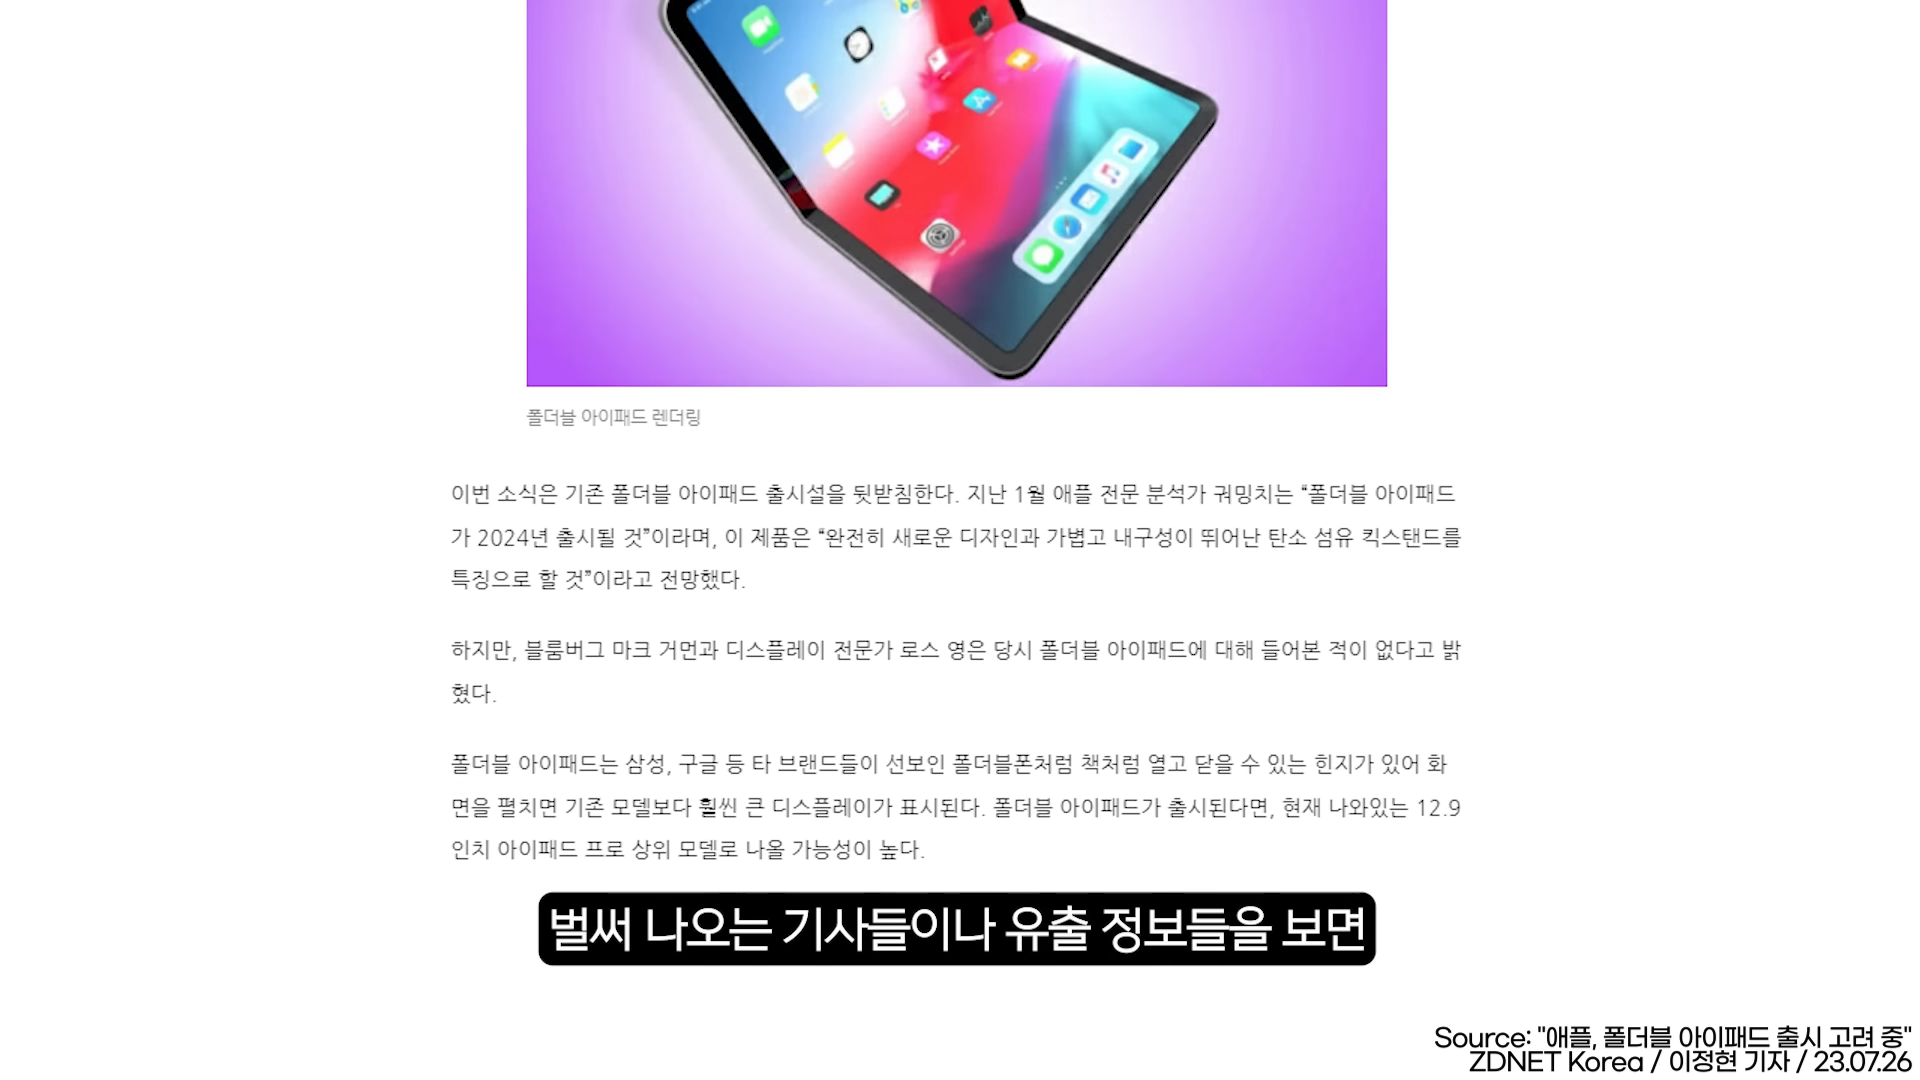 폴더블 아이패드 렌더링
이번 소식은 기존 폴더블 아이패드 출시설을 뒷받침한다. 지난 1월 애플 전문 분석가 궈밍치는 “폴더블 아이패드
가 2024년 출시될 것”이라며, 이 제품은 “완전히 새로운 디자인과 가볍고 내구성이 뛰어난 탄소 섬유 킥스탠드를
특징으로 할 것”이라고 전망했다.
하지만, 블룸버그 마크 거먼과 디스플레이 전문가 로스 영은 당시 폴더블 아이패드에 대해 들어본 적이 없다고 밝
혔다.
폴더블 아이패드는 삼성, 구글 등 타 브랜드들이 선보인 폴더블폰처럼 책처럼 열고 닫을 수 있는 힌지가 있어 화
면을 펼치면 기존 모델보다 훨씬 큰 디스플레이가 표시된다. 폴더블 아이패드가 출시된다면, 현재 나와있는 12.9
인치 아이패드 프로 상위 모델로 나올 가능성이 높다.
벌써 나오는 기사들이나 유출 정보들을 보면
Source: "애플, 폴더블 아이패드 출시 고려 중"
ZDNET Korea / 이정현 기자 / 23.07.26